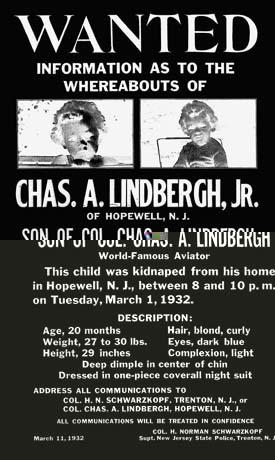 WANTED
INFORMATION AS TO THE
WHEREABOUTS OF
CHAS. A. LINDBERGH, JR.
OF HOPEWELL, N. J.
SON OF COL. CHAS. A. LINDBERGH
World-Famous Aviator
This child was kidnaped from his home
in Hopewell, N. J., between 8 and 10 p. m.
on Tuesday, March 1, 1932.
DESCRIPTION:
Age, 20 months Hair, blond, curly
Weight, 27 to 30 lbs. Eyes, dark blue
Height, 29 inches Complexion, light
Deep dimple in center of chin
Dressed in one-piece coverall night suit
ADDRESS ALL COMMUNICATIONS TO
COL. H. N. SCHWARZKOPF, TRENTON, N. J., or
COL. CHAS. A. LINDBERGH, HOPEWELL, N. J.
ALL COMMUNICATIONS WILL BE TREATED IN CONFIDENCE
COL. H. NORMAN SCHWARZKOPF
March 11, 1932 Supt. New Jersey State Police, Trenton, N.